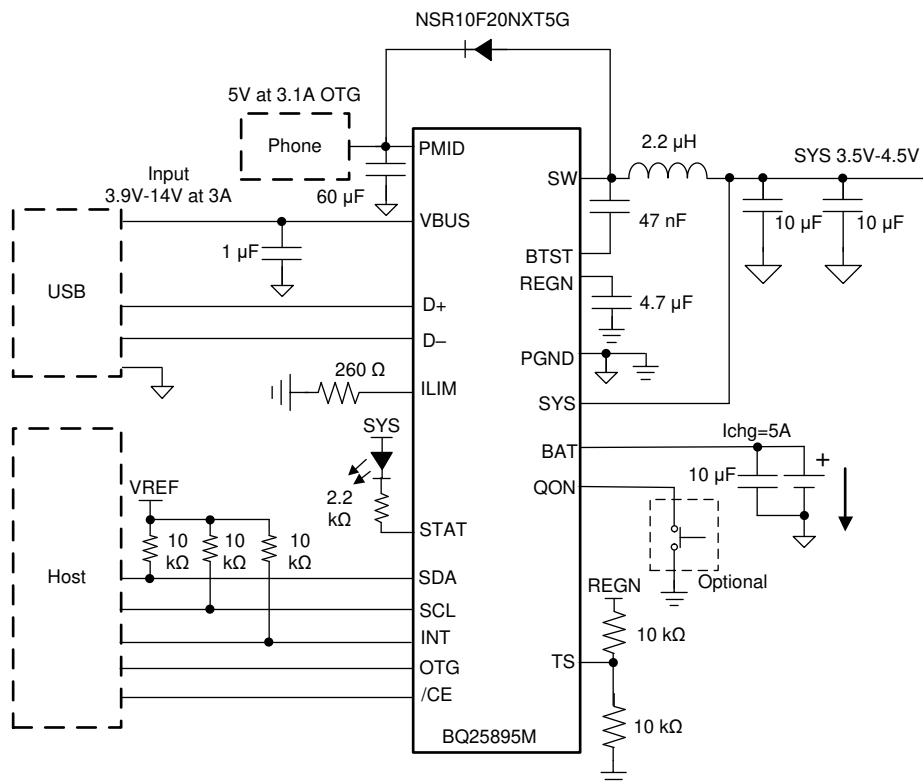 NSR10F20NXT5G
5V at 3.1A OTG
Phone
PMID
60 µF
Input
3.9V-14V at 3A
VBUS
1 µF
USB
D+
D–
260 Ω
ILIM
SYS
2.2
kΩ
STAT
VREF
10
kΩ
10
kΩ
10
kΩ
Host
SDA
SCL
INT
OTG
/CE
BQ25895M
2.2 µH
SYS 3.5V-4.5V
SW
47 nF
10 µF
10 µF
BTST
REGN
4.7 µF
PGND
SYS
Ichg=5A
BAT
10 µF
+
QON
Optional
REGN
10 kΩ
TS
10 kΩ